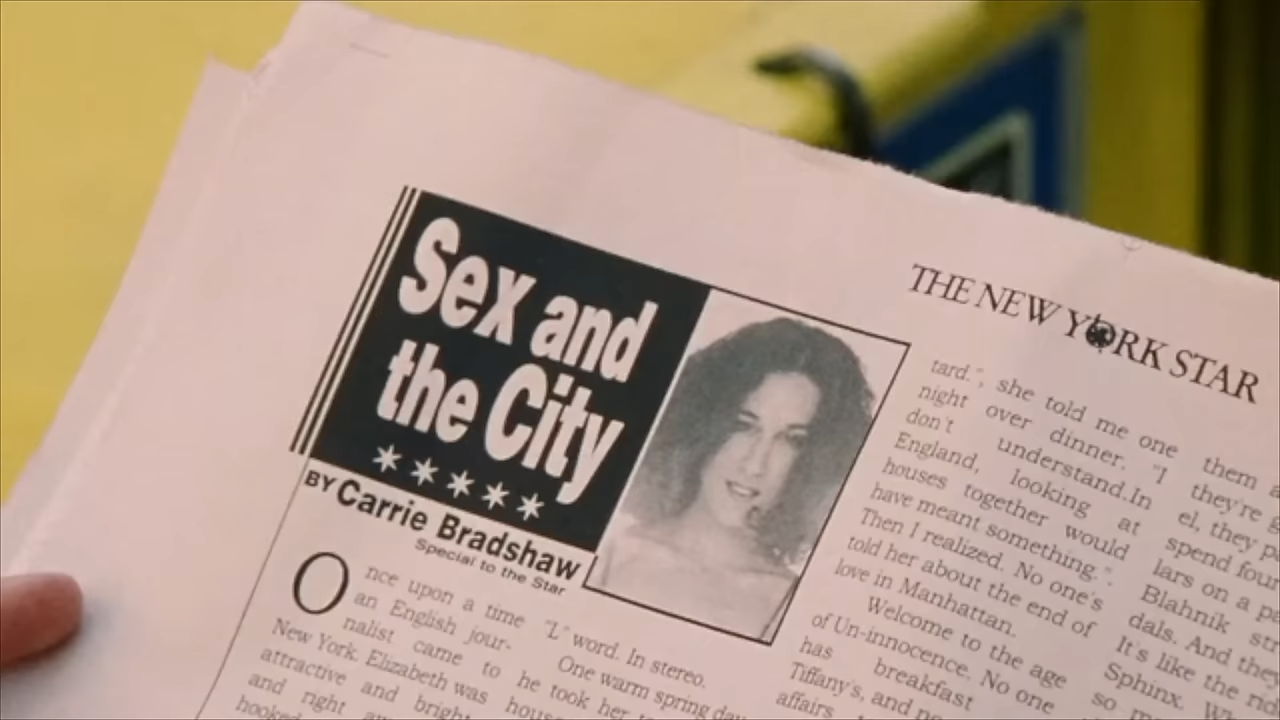 Sex and
the City
BY Carrie Bradshaw
Special to the Star
THE NEW YORK STAR
Once upon a time
an English jour-
nalist came to
New York. Elizabeth was
attractive and bright
and right
hooked
"L" word. In stereo.
One warm spring day
he took her
tard.", she told me one
night over dinner. "I
don't understand.In
England, looking at
houses together would
have meant something.".
Then I realized. No one's
told her about the end of
love in Manhattan.
Welcome to the age
of Un-innocence. No one
has breakfast
Tiffany's, and no
affairs
them
they're
el, they
spend four
lars on a
Blahnik
dals. And they
It's like the
Sphinx.
so